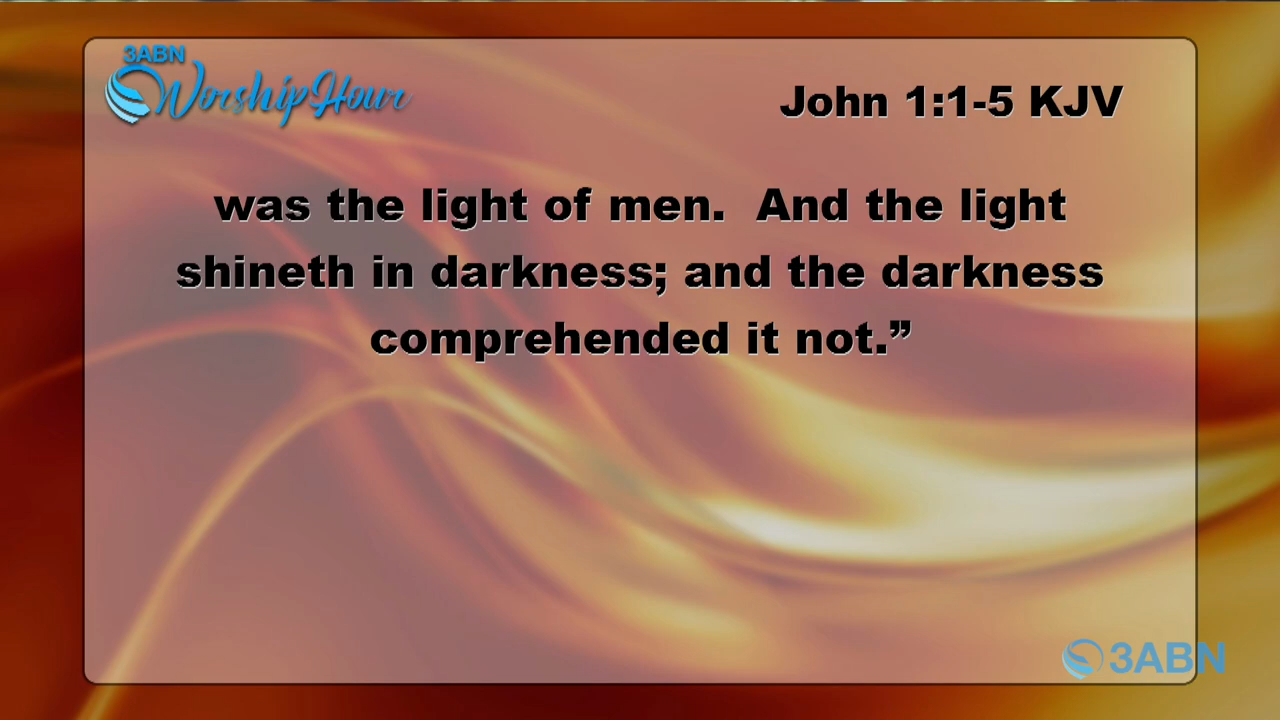 3ABN
Worship Hour
John 1:1-5 KJV
was the light of men.  And the light
shineth in darkness; and the darkness
comprehended it not.”
3ABN